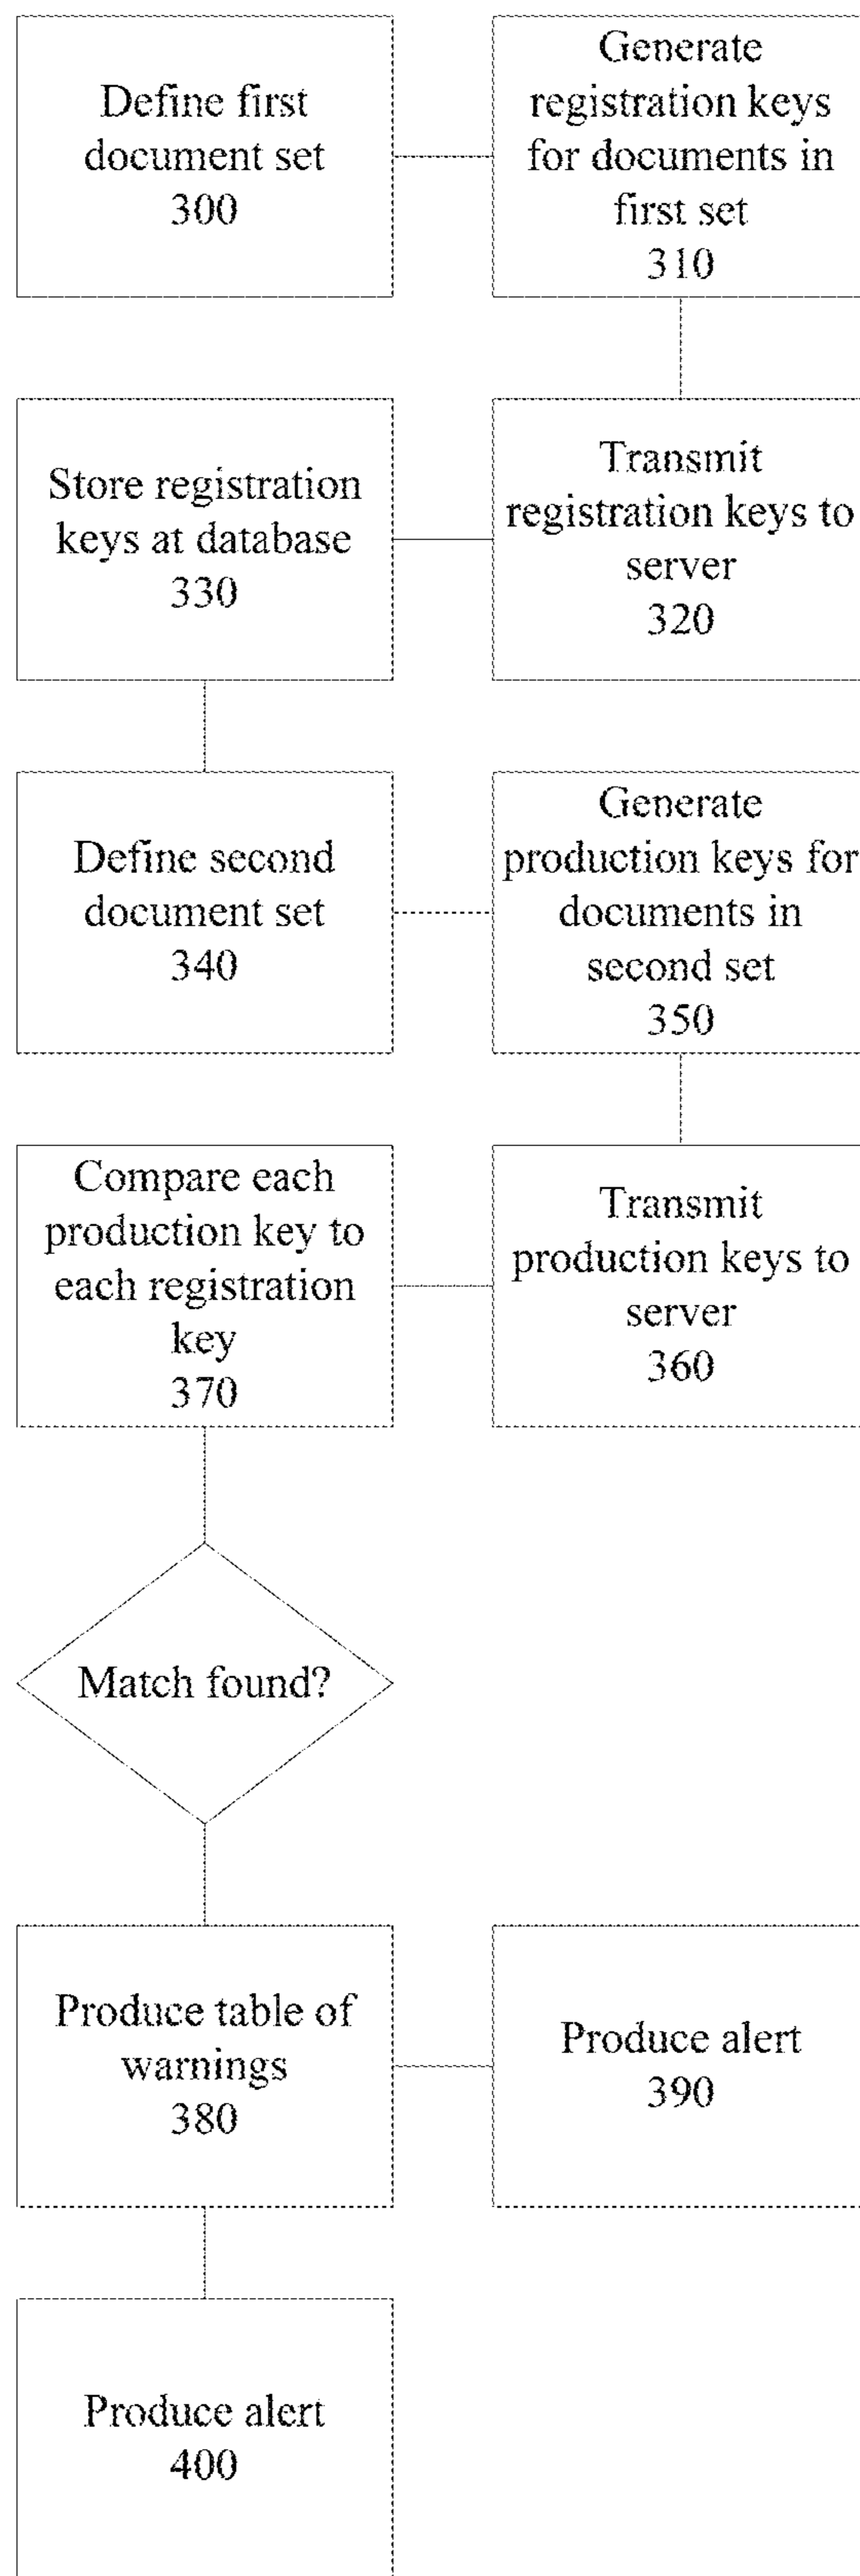 Define first
document set
300
Generate
registration keys
for documents in
first set
310
Store registration
keys at database
330
Transmit
registration keys to
server
320
Define second
document set
340
Generate
production keys for
documents in
second set
350
Compare each
production key to
each registration
key
370
Transmit
production keys to
server
360
Match found?
Produce table of
warnings
380
Produce alert
390
Produce alert
400